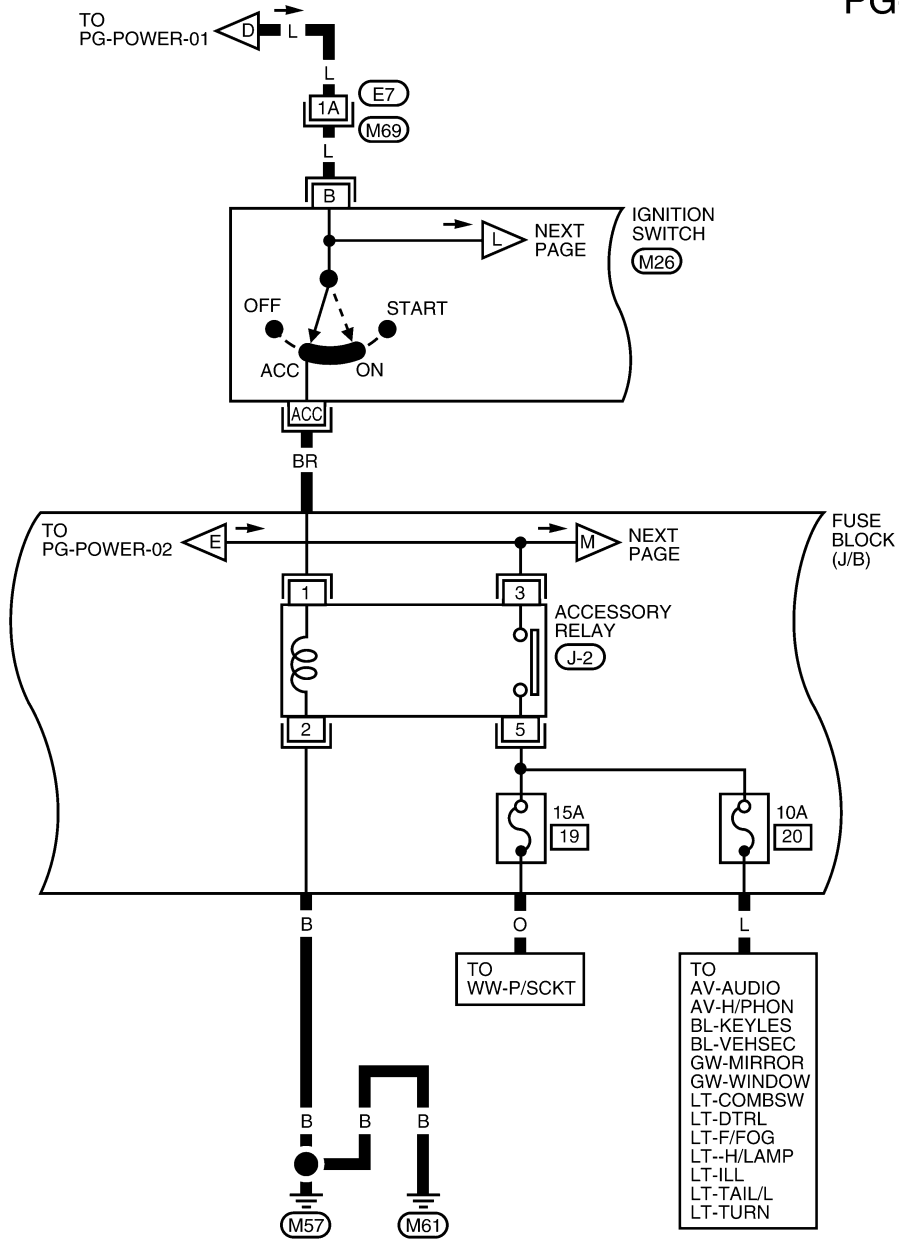 PG
TO
PG-POWER-01
D
L
L
1A
E7
M69
L
B
IGNITION
SWITCH
M26
L
NEXT
PAGE
OFF
START
ACC
ON
ACC
BR
FUSE
BLOCK
(J/B)
TO
PG-POWER-02
E
M
NEXT
PAGE
1
3
ACCESSORY
RELAY
J-2
2
5
15A
19
10A
20
B
O
L
TO
WW-P/SCKT
TO
AV-AUDIO
AV-H/PHON
BL-KEYLES
BL-VEHSEC
GW-MIRROR
GW-WINDOW
LT-COMBSW
LT-DTRL
LT-F/FOG
LT--H/LAMP
LT-ILL
LT-TAIL/L
LT-TURN
B
B
B
M57
M61